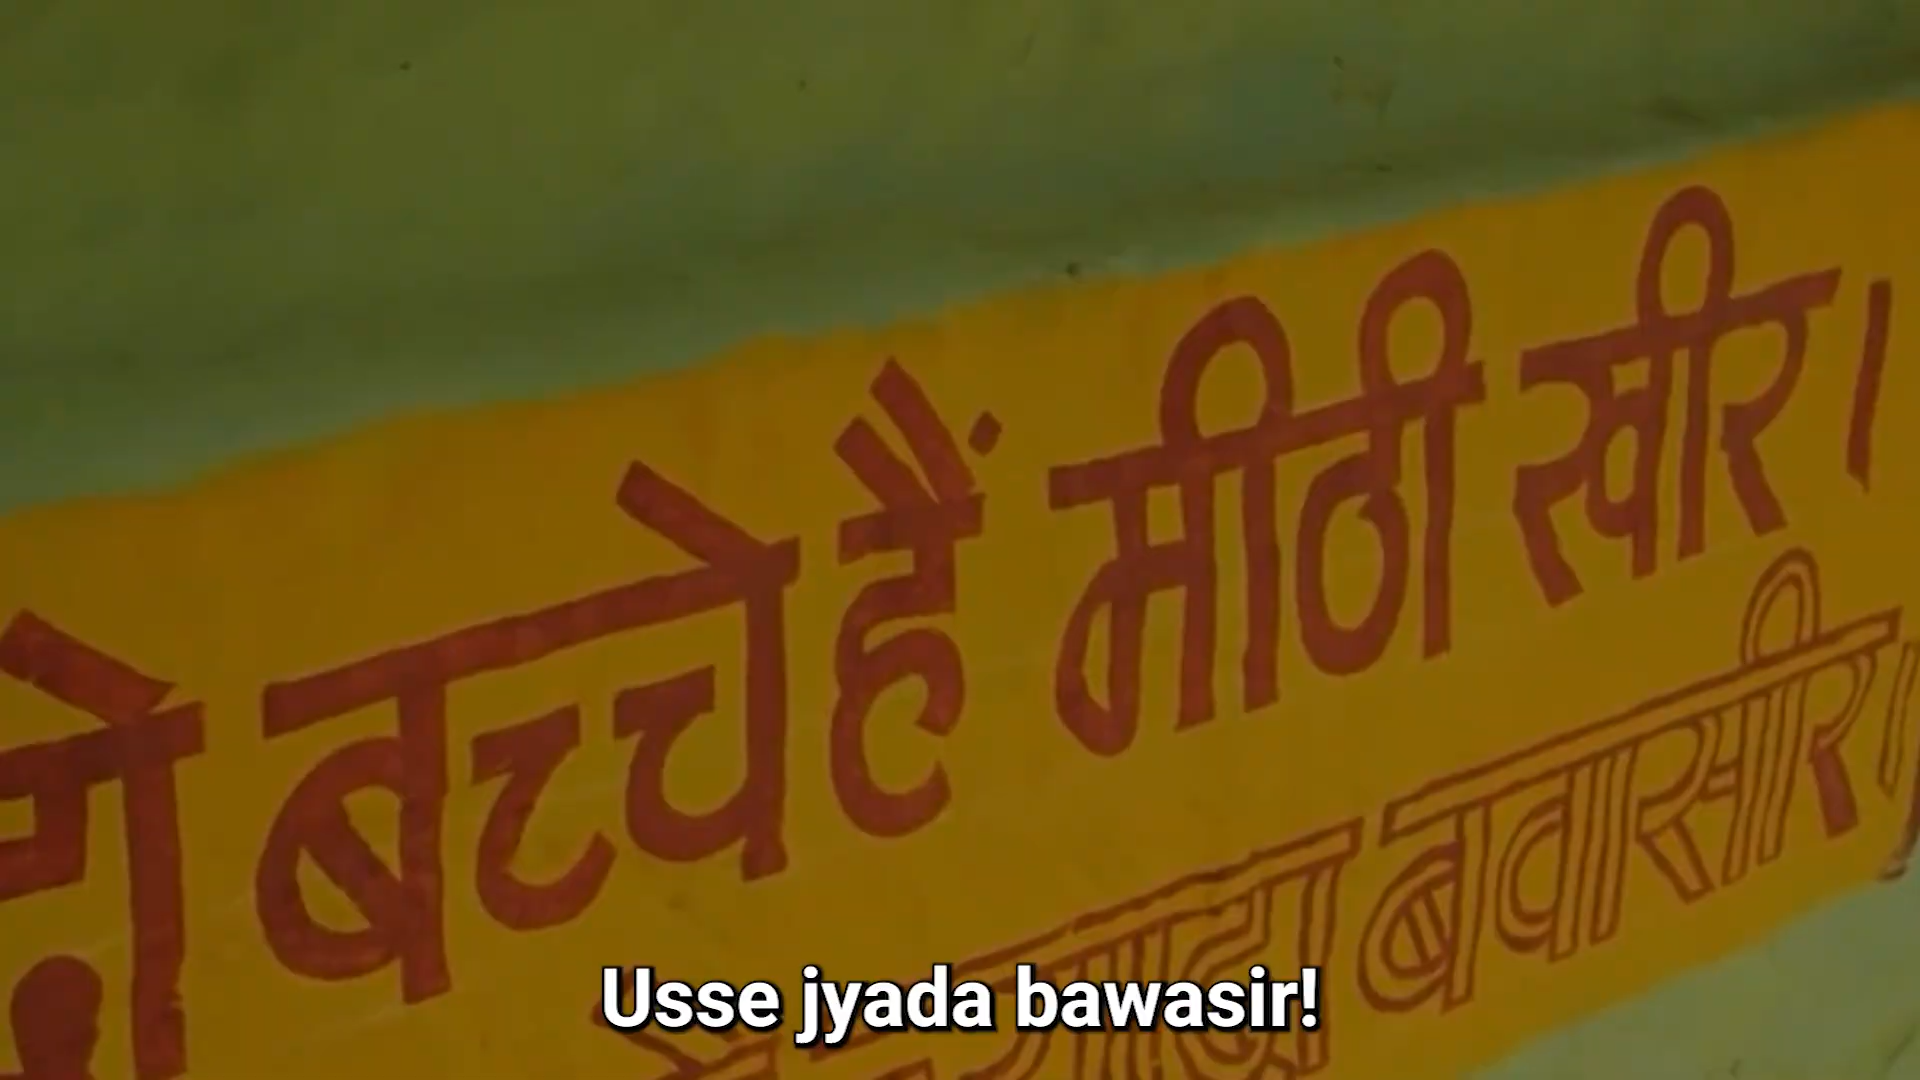 बच्चे हैं मीठी खीर।
बवासीर।
Usse jyada bawasir!